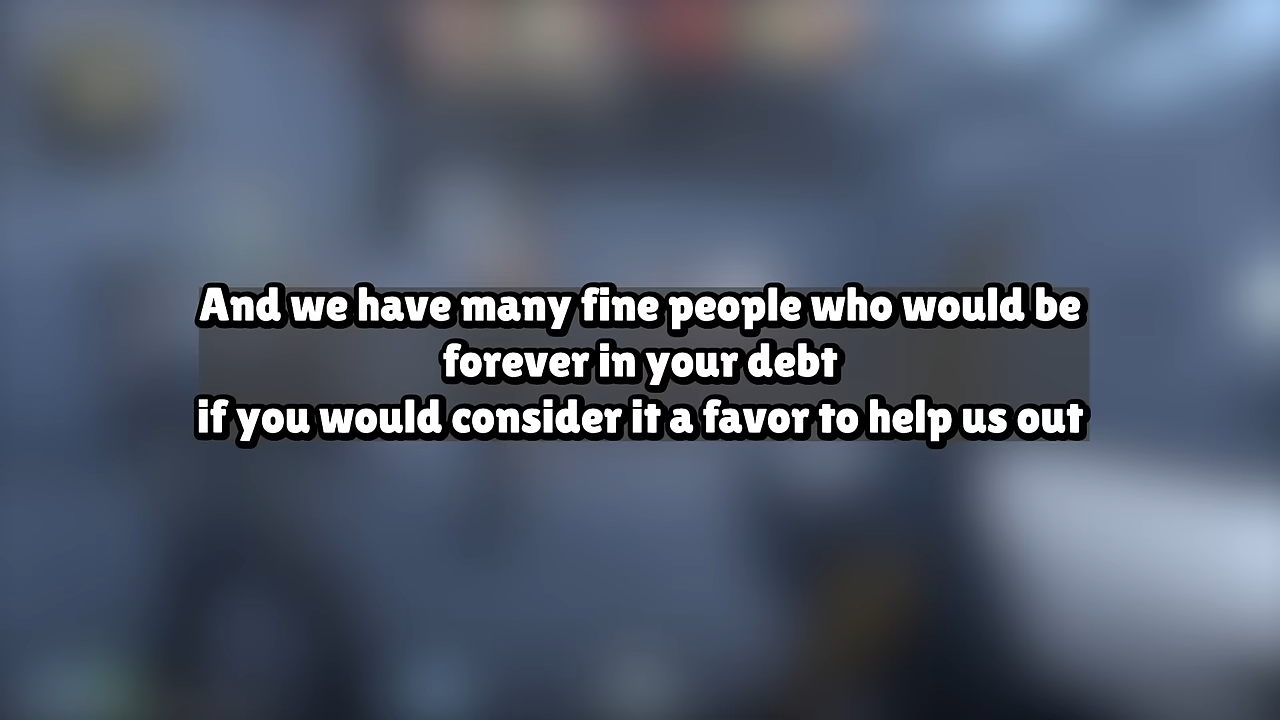 And we have many fine people who would be
forever in your debt
if you would consider it a favor to help us out